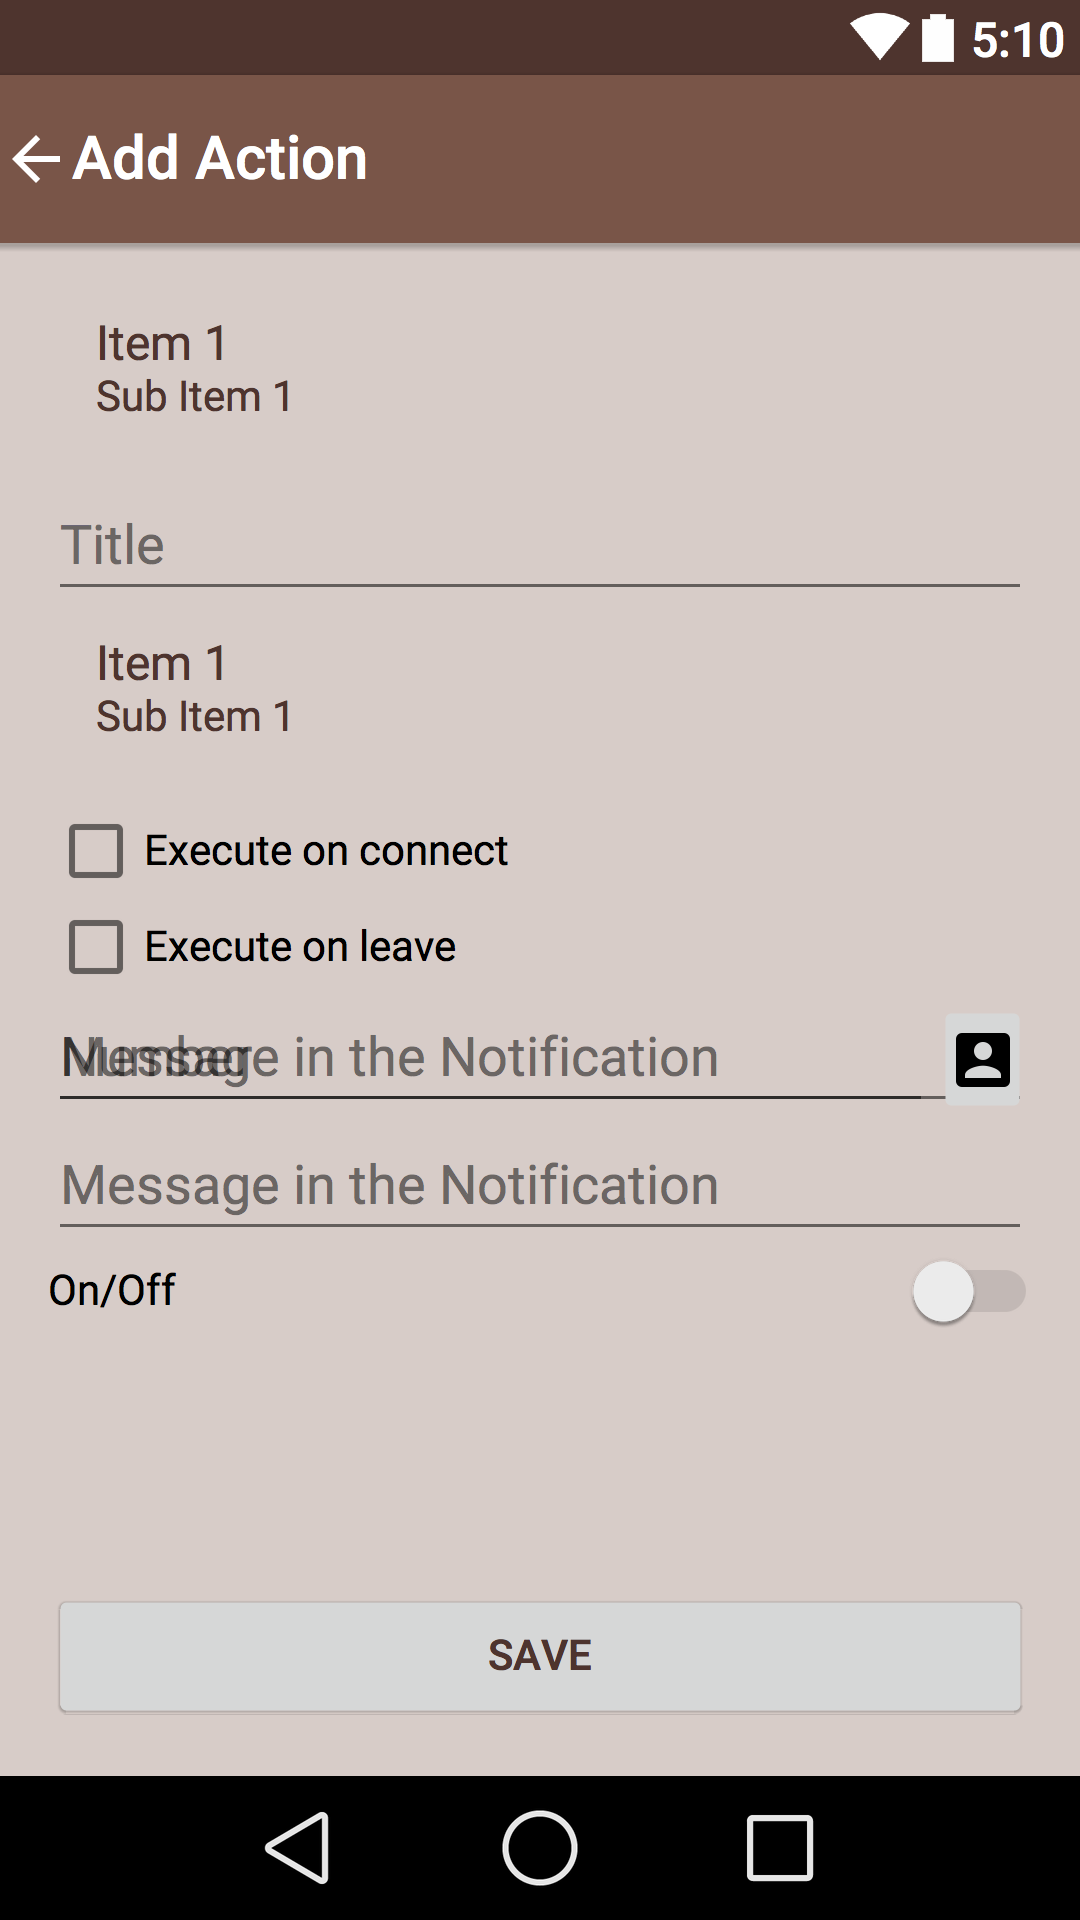 5:10
Add Action
Item 1
Sub Item 1
Title
Item 1
Sub Item 1
Execute on connect
Execute on leave
Message in the Notification
Number
Message in the Notification
On/Off
SAVE